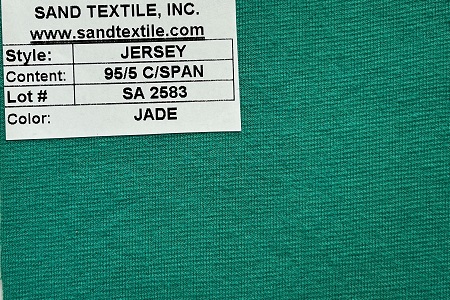 SAND TEXTILE, INC.
www.sandtextile.com
Style: JERSEY
Content: 95/5 C/SPAN
Lot # SA 2583
Color: JADE